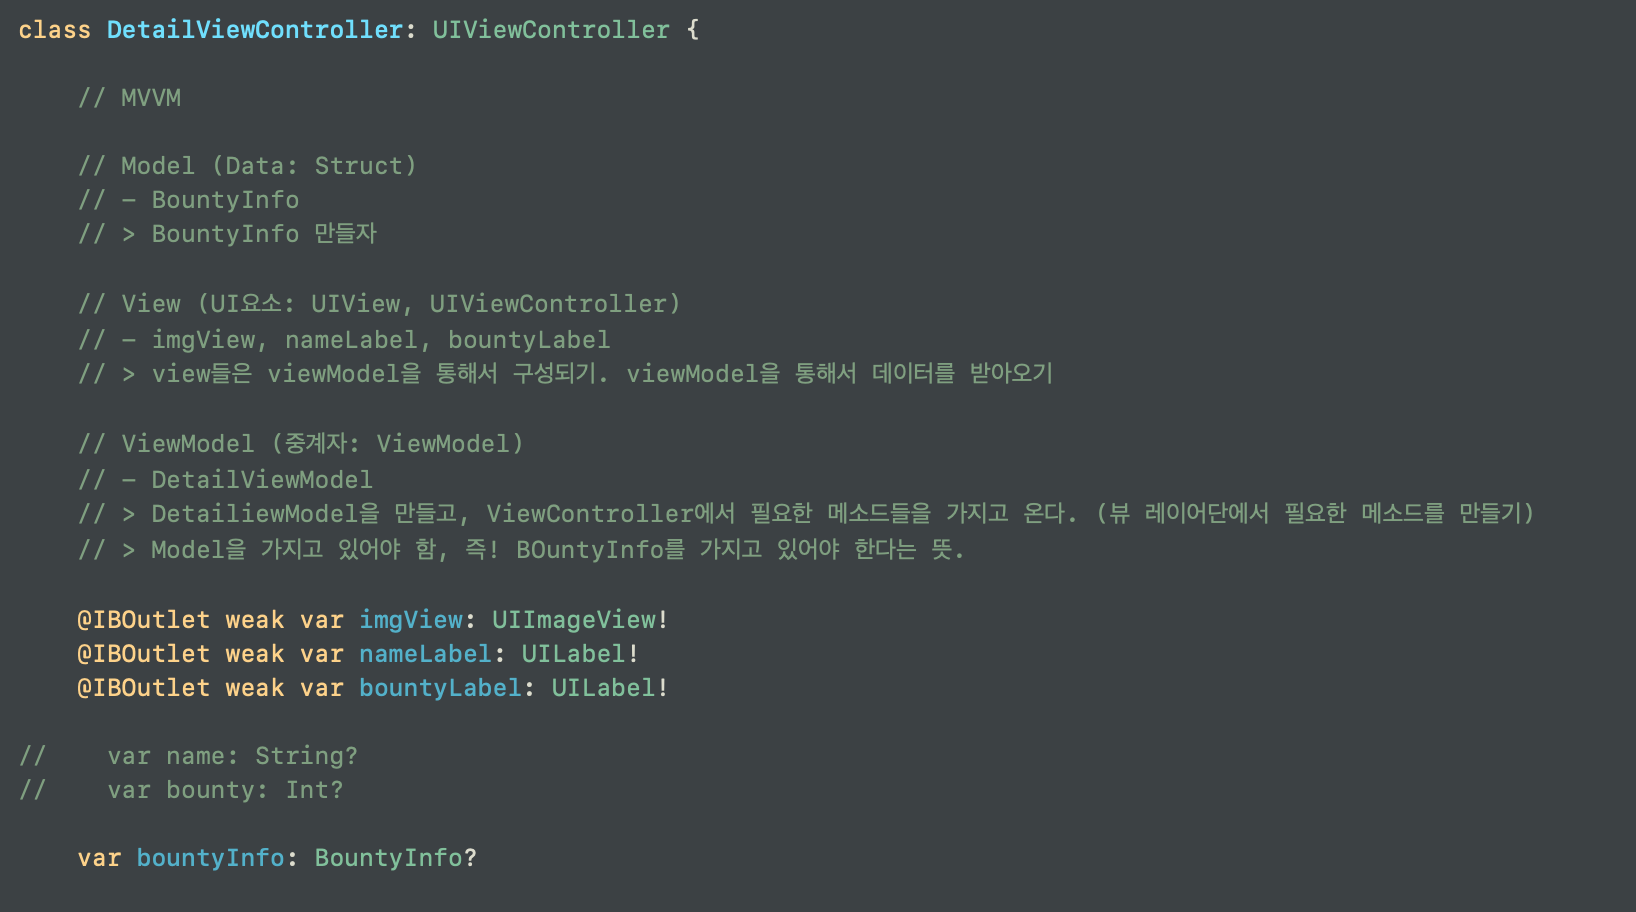 class DetailViewController: UIViewController {
// MVVM
// Model (Data: Struct)
// - BountyInfo
// > BountyInfo 만들자
// View (UI요소: UIView, UIViewController)
// - imgView, nameLabel, bountyLabel
// > view들은 viewModel을 통해서 구성되기. viewModel을 통해서 데이터를 받아오기
// ViewModel (중계자: ViewModel)
// - DetailViewModel
// > DetailiewModel을 만들고, ViewController에서 필요한 메소드들을 가지고 온다. (뷰 레이어단에서 필요한 메소드를 만들기)
// > Model을 가지고 있어야 함, 즉! BOuntyInfo를 가지고 있어야 한다는 뜻.
@IBOutlet weak var imgView: UIImageView!
@IBOutlet weak var nameLabel: UILabel!
@IBOutlet weak var bountyLabel: UILabel!
// var name: String?
// var bounty: Int?
var bountyInfo: BountyInfo?